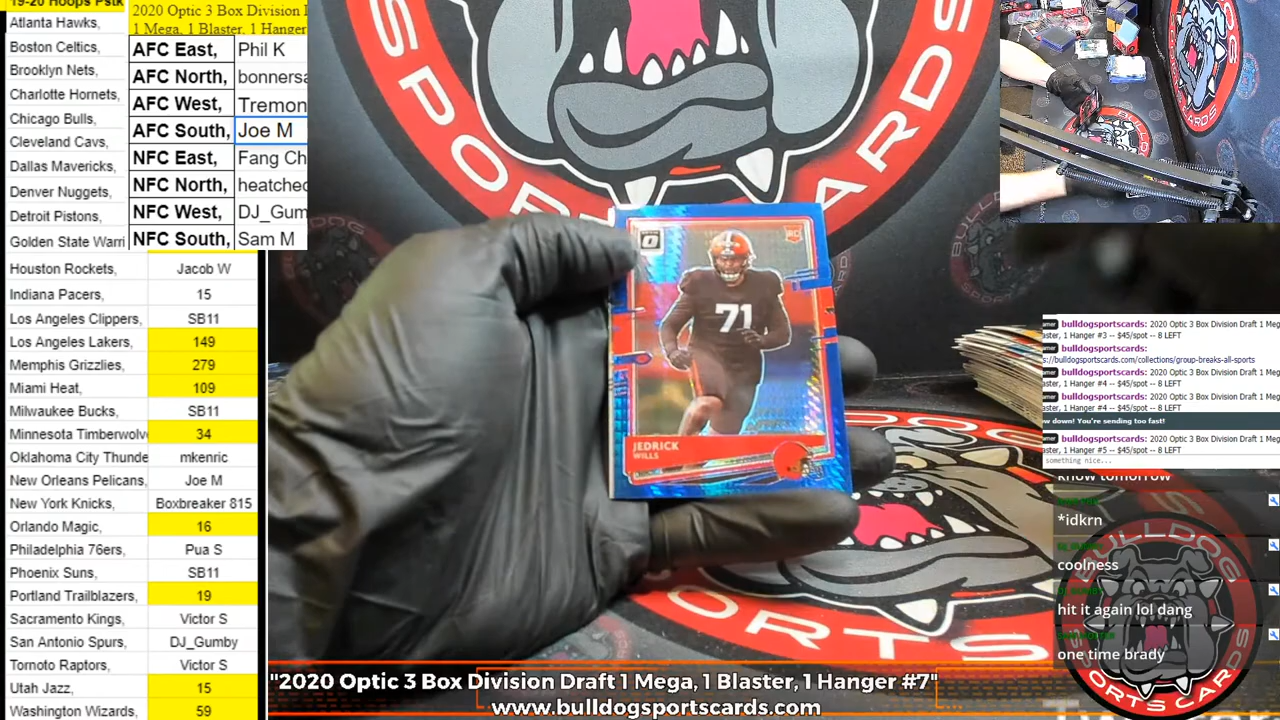 19-20 Hoops Pstk
Atlanta Hawks,
Boston Celtics,
Brooklyn Nets,
Charlotte Hornets,
Chicago Bulls,
Cleveland Cavs,
Dallas Mavericks,
Denver Nuggets,
Detroit Pistons,
Golden State Warri
Houston Rockets, Jacob W
Indiana Pacers, 15
Los Angeles Clippers, SB11
Los Angeles Lakers, 149
Memphis Grizzlies, 279
Miami Heat, 109
Milwaukee Bucks, SB11
Minnesota Timberwolv 34
Oklahoma City Thunde mkenric
New Orleans Pelicans, Joe M
New York Knicks, Boxbreaker 815
Orlando Magic, 16
Philadelphia 76ers, Pua S
Phoenix Suns, SB11
Portland Trailblazers, 19
Sacramento Kings, Victor S
San Antonio Spurs, DJ_Gumby
Tornoto Raptors, Victor S
Utah Jazz, 15
Washington Wizards, 59
2020 Optic 3 Box Division
1 Mega, 1 Blaster, 1 Hanger
AFC East, Phil K
AFC North, bonnersa
AFC West, Tremon
AFC South, Joe M
NFC East, Fang Ch
NFC North, heatched
NFC West, DJ_Gum
NFC South, Sam M
SPORTS CARDS
OPTIC
RC
71
JEDRICK
WILLS
bulldogsportscards: 2020 Optic 3 Box Division Draft 1 Meg
aster, 1 Hanger #3 -- $45/spot -- 8 LEFT
bulldogsportscards:
s://bulldogsportscards.com/collections/group-breaks-all-sports
bulldogsportscards: 2020 Optic 3 Box Division Draft 1 Meg
aster, 1 Hanger #4 -- $45/spot -- 8 LEFT
bulldogsportscards: 2020 Optic 3 Box Division Draft 1 Meg
aster, 1 Hanger #4 -- $45/spot -- 8 LEFT
ow down! You're sending too fast!
bulldogsportscards: 2020 Optic 3 Box Division Draft 1 Meg
aster, 1 Hanger #5 -- $45/spot -- 8 LEFT
something nice...
know tomorrow
*idkrn
coolness
hit it again lol dang
one time brady
BULLDOG
SPORTS CARDS
"2020 Optic 3 Box Division Draft 1 Mega, 1 Blaster, 1 Hanger #7"
www.bulldogsportscards.com